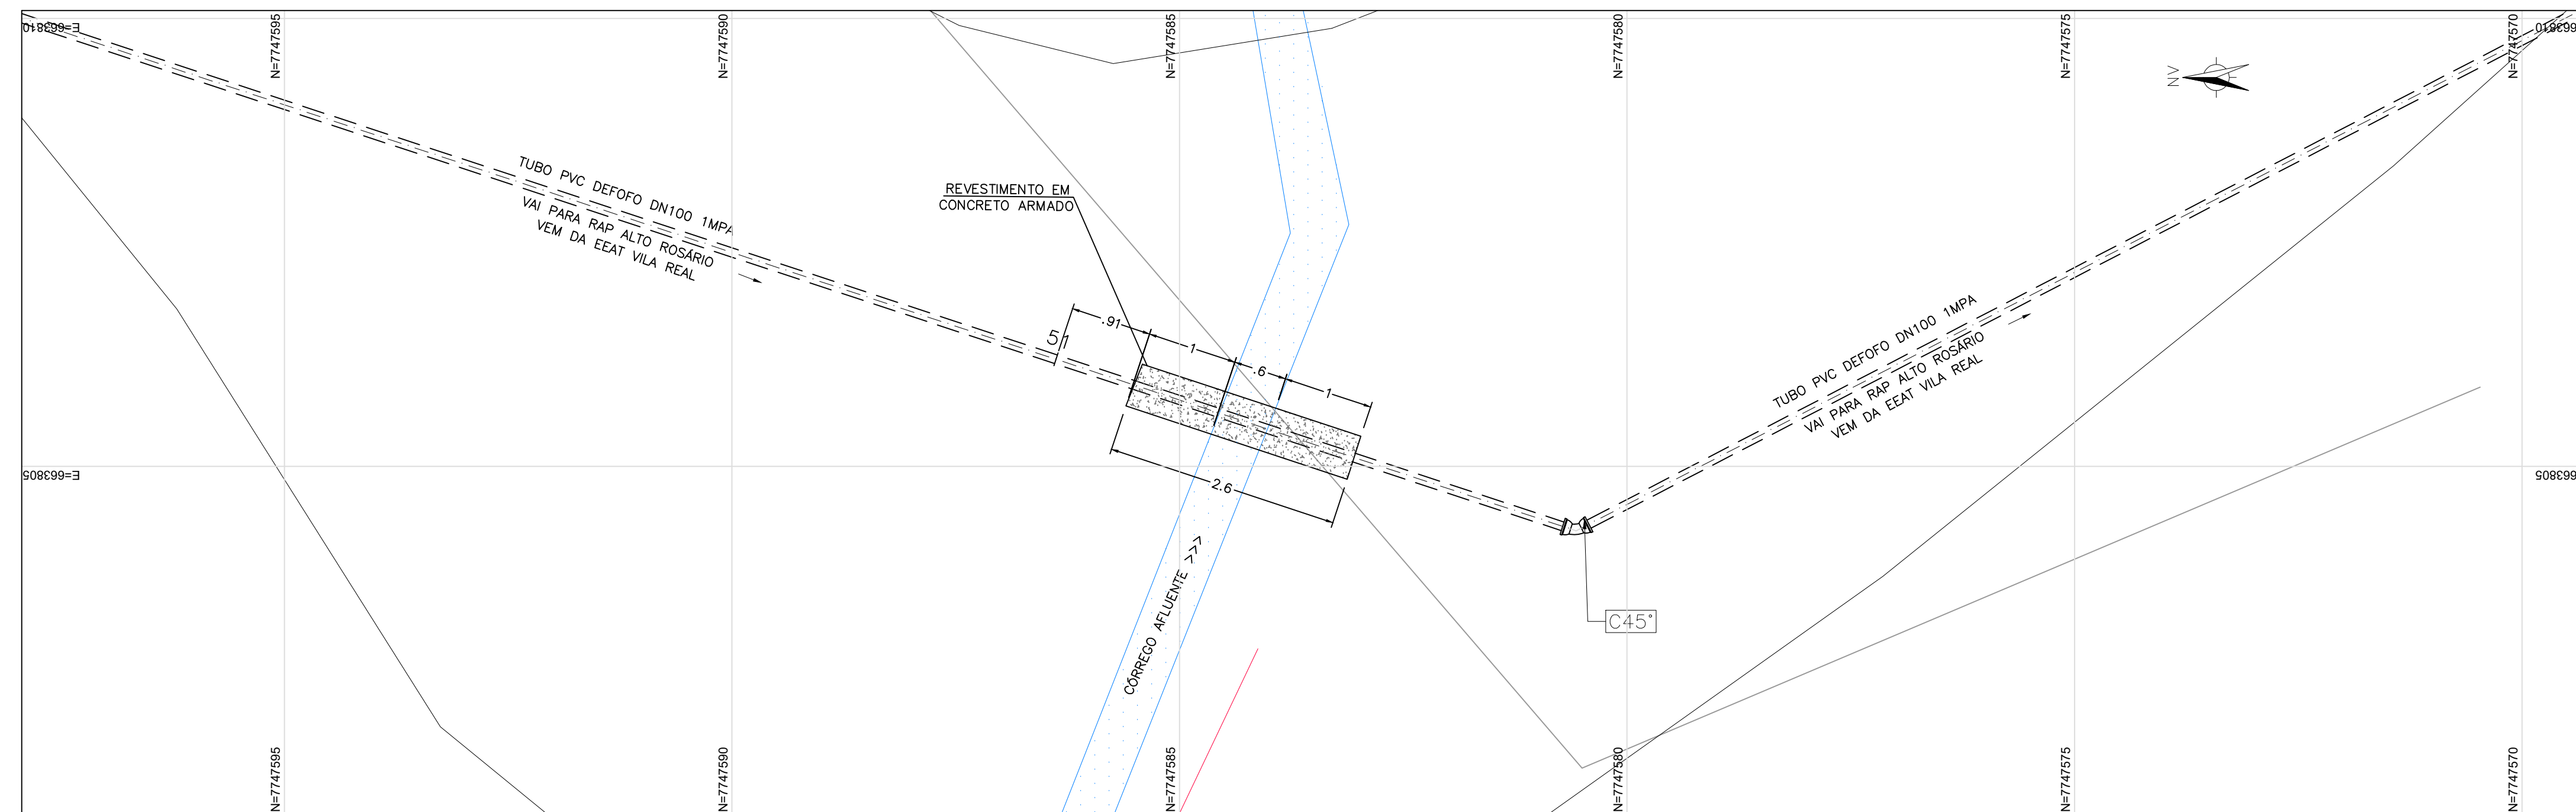 E=663810
N=7747595
N=7747590
N=7747585
N=7747580
N=7747575
N=7747570
663810
NV
TUBO PVC DEFOFO DN100 1MPA
VAI PARA RAP ALTO ROSÁRIO
VEM DA EEAT VILA REAL
REVESTIMENTO EM
CONCRETO ARMADO
51
.91
1
.6
1
2.6
TUBO PVC DEFOFO DN100 1MPA
VAI PARA RAP ALTO ROSÁRIO
VEM DA EEAT VILA REAL
E=663805
663805
CÓRREGO AFLUENTE >>>
C45°
N=7747595
N=7747590
N=7747585
N=7747580
N=7747575
N=7747570